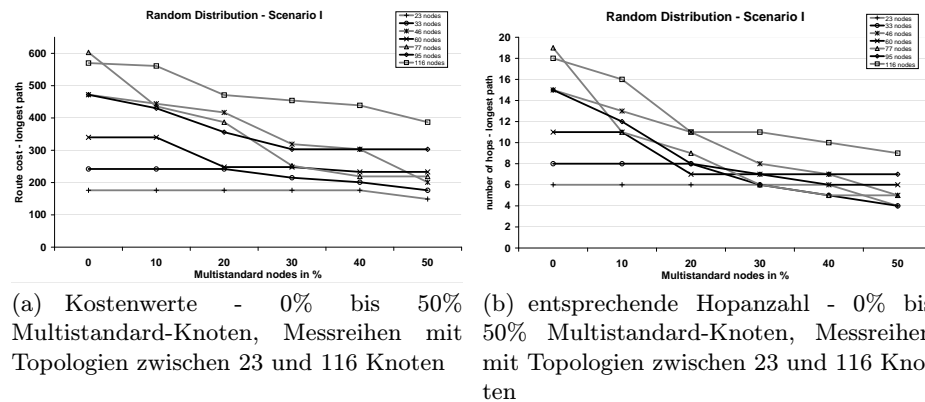 Random Distribution - Scenario I
23 nodes
33 nodes
46 nodes
60 nodes
77 nodes
95 nodes
116 nodes
Route cost - longest path
600
500
400
300
200
100
0
0 10 20 30 40 50
Multistandard nodes in %
(a) Kostenwerte - 0% bis 50%
Multistandard-Knoten, Messreihen mit
Topologien zwischen 23 und 116 Knoten
Random Distribution - Scenario I
23 nodes
33 nodes
46 nodes
60 nodes
77 nodes
95 nodes
116 nodes
number of hops - longest path
20
18
16
14
12
10
8
6
4
2
0
0 10 20 30 40 50
Multistandard nodes in %
(b) entsprechende Hopanzahl - 0% bis
50% Multistandard-Knoten, Messreihen
mit Topologien zwischen 23 und 116 Kno
ten